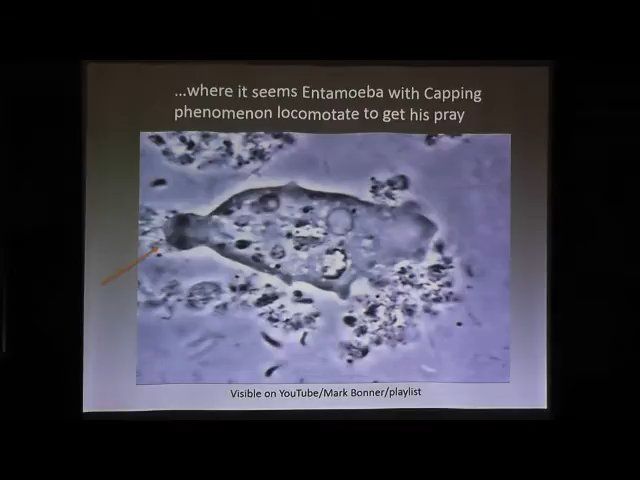 ...where it seems Entamoeba with Capping
phenomenon locomotate to get his pray
Visible on YouTube/Mark Bonner/playlist